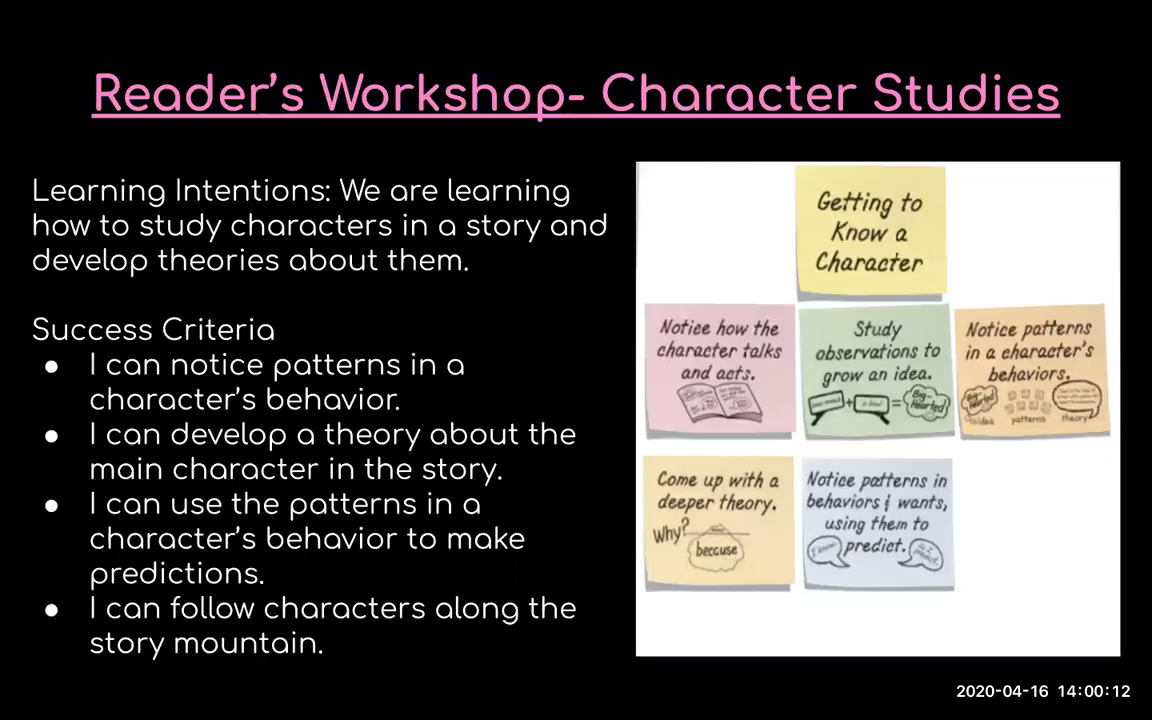 Reader's Workshop- Character Studies
Learning Intentions: We are learning
how to study characters in a story and
develop theories about them.
Success Criteria
● I can notice patterns in a
character's behavior.
● I can develop a theory about the
main character in the story.
● I can use the patterns in a
character's behavior to make
predictions.
● I can follow characters along the
story mountain.
Getting to
Know a
Character
Notice how the
character talks
and acts.
Study
observations to
grow an idea.
+
=
Big-
Hearted
Notice patterns
in a character's
behaviors.
Big-
Hearted
idea
patterns
theory
Come up with a
deeper theory.
Why?
because
Notice patterns in
behaviors & wants,
using them to
predict.
2020-04-16 14:00:12